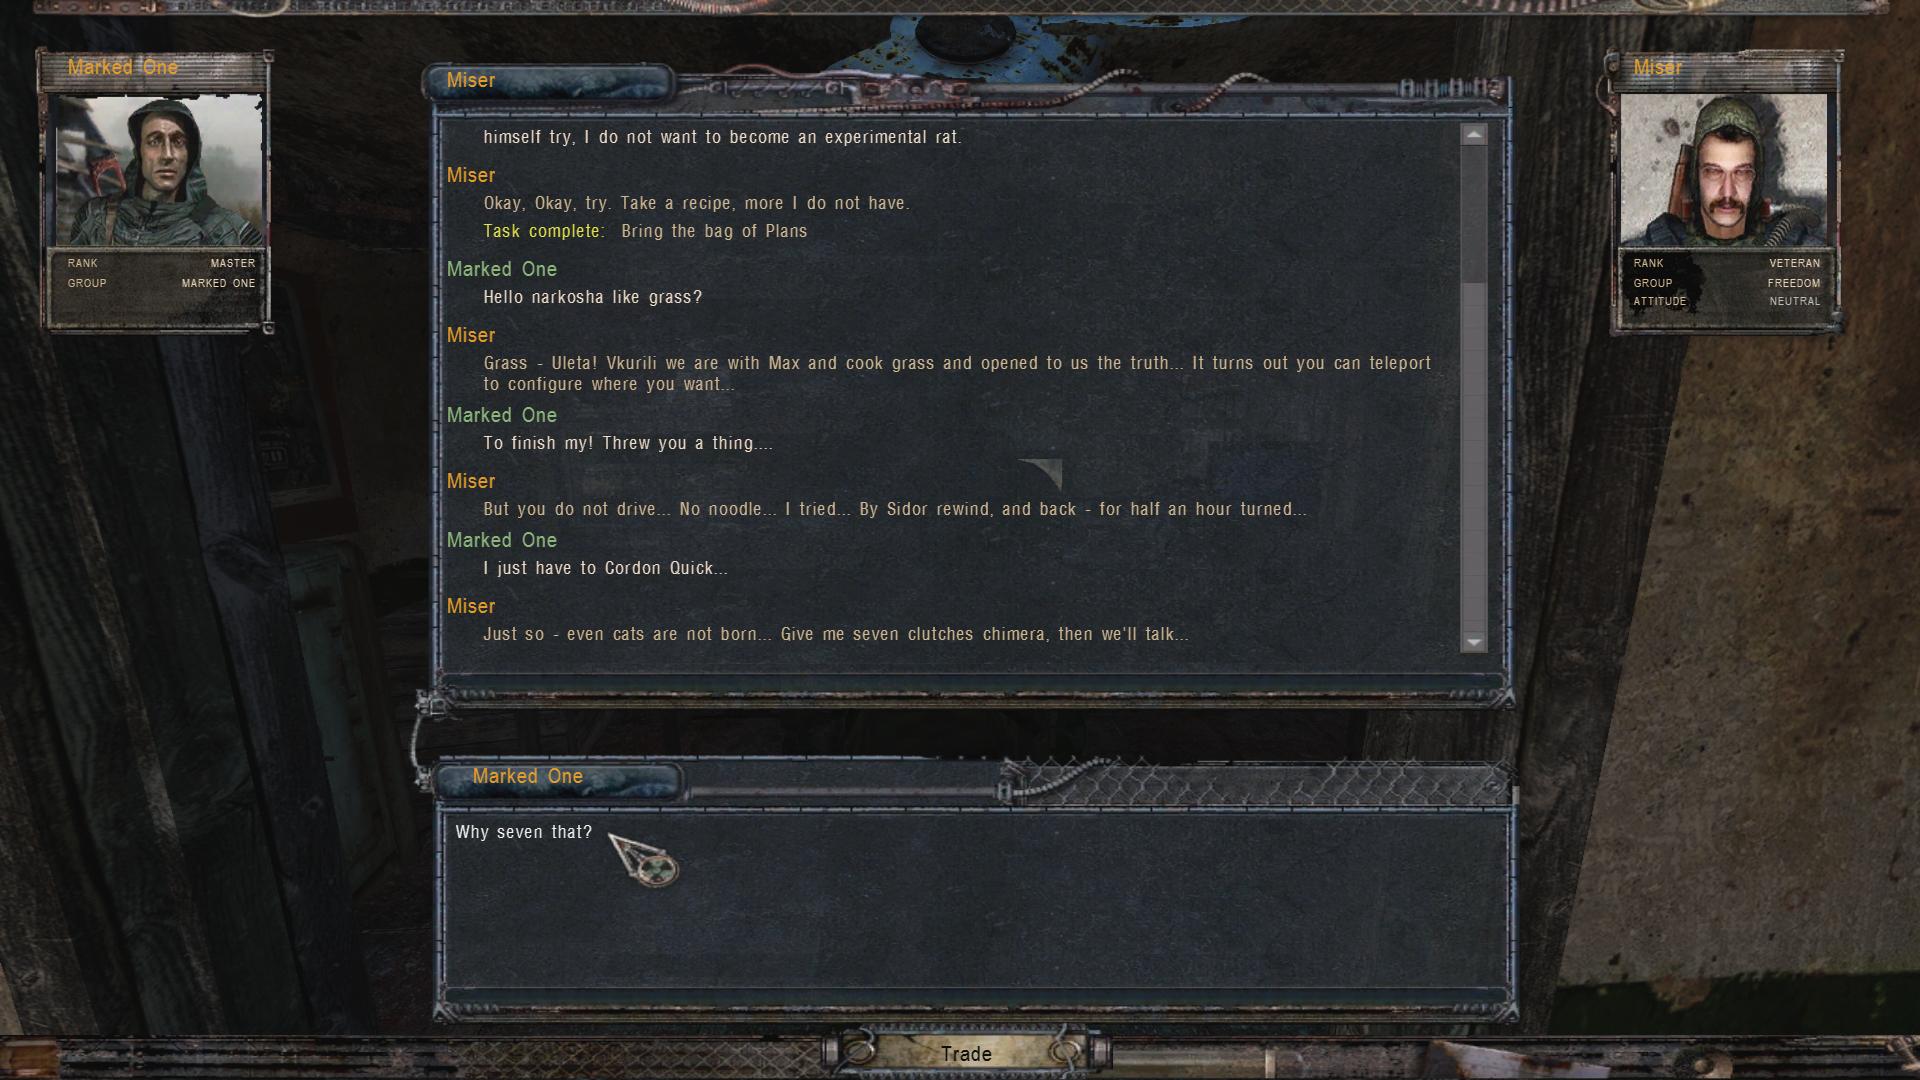 Marked One
RANK MASTER
GROUP MARKED ONE
Miser
himself try, I do not want to become an experimental rat.
Miser
Okay, Okay, try. Take a recipe, more I do not have.
Task complete: Bring the bag of Plans
Marked One
Hello narkosha like grass?
Miser
Grass - Uleta! Vkurili we are with Max and cook grass and opened to us the truth... It turns out you can teleport
to configure where you want...
Marked One
To finish my! Threw you a thing....
Miser
But you do not drive... No noodle... I tried... By Sidor rewind, and back - for half an hour turned...
Marked One
I just have to Cordon Quick...
Miser
Just so - even cats are not born... Give me seven clutches chimera, then we'll talk...
Miser
RANK VETERAN
GROUP FREEDOM
ATTITUDE NEUTRAL
Marked One
Why seven that?
Trade